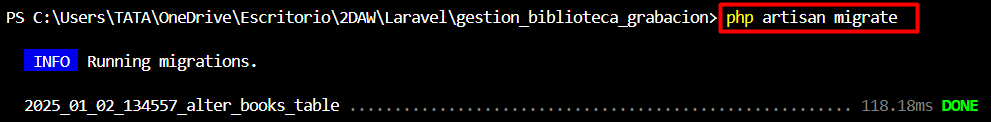 PS C:\Users\TATA\OneDrive\Escritorio\2DAW\Laravel\gestion_biblioteca_grabacion> php artisan migrate
INFO Running migrations.
2025_01_02_134557_alter_books_table ................................................................ 118.18ms DONE